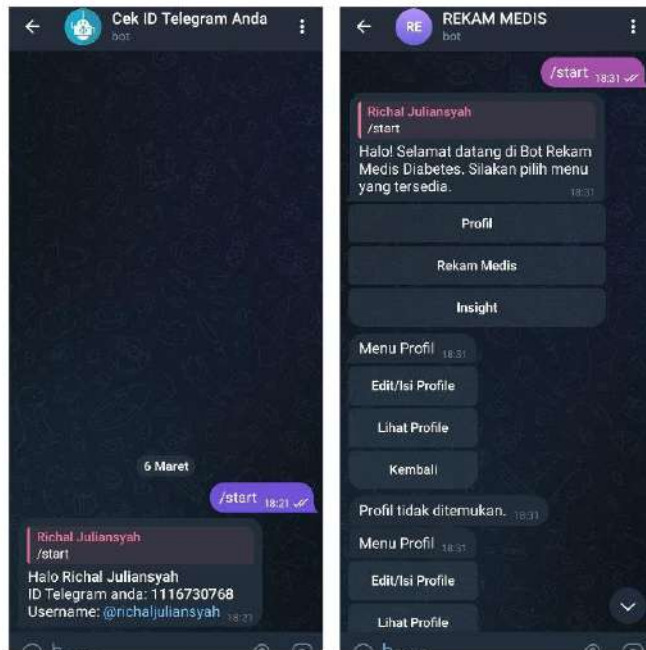 Cek ID Telegram Anda
bot
6 Maret
/start 18:21
Richal Juliansyah
/start
Halo Richal Juliansyah
ID Telegram anda: 1116730768
Username: @richaljuliansyah 18:21
RE
REKAM MEDIS
bot
/start 18:31
Richal Juliansyah
/start
Halo! Selamat datang di Bot Rekam
Medis Diabetes. Silakan pilih menu
yang tersedia. 18:31
Profil
Rekam Medis
Insight
Menu Profil 18:31
Edit/Isi Profile
Lihat Profile
Kembali
Profil tidak ditemukan. 18:31
Menu Profil 18:31
Edit/Isi Profile
Lihat Profile